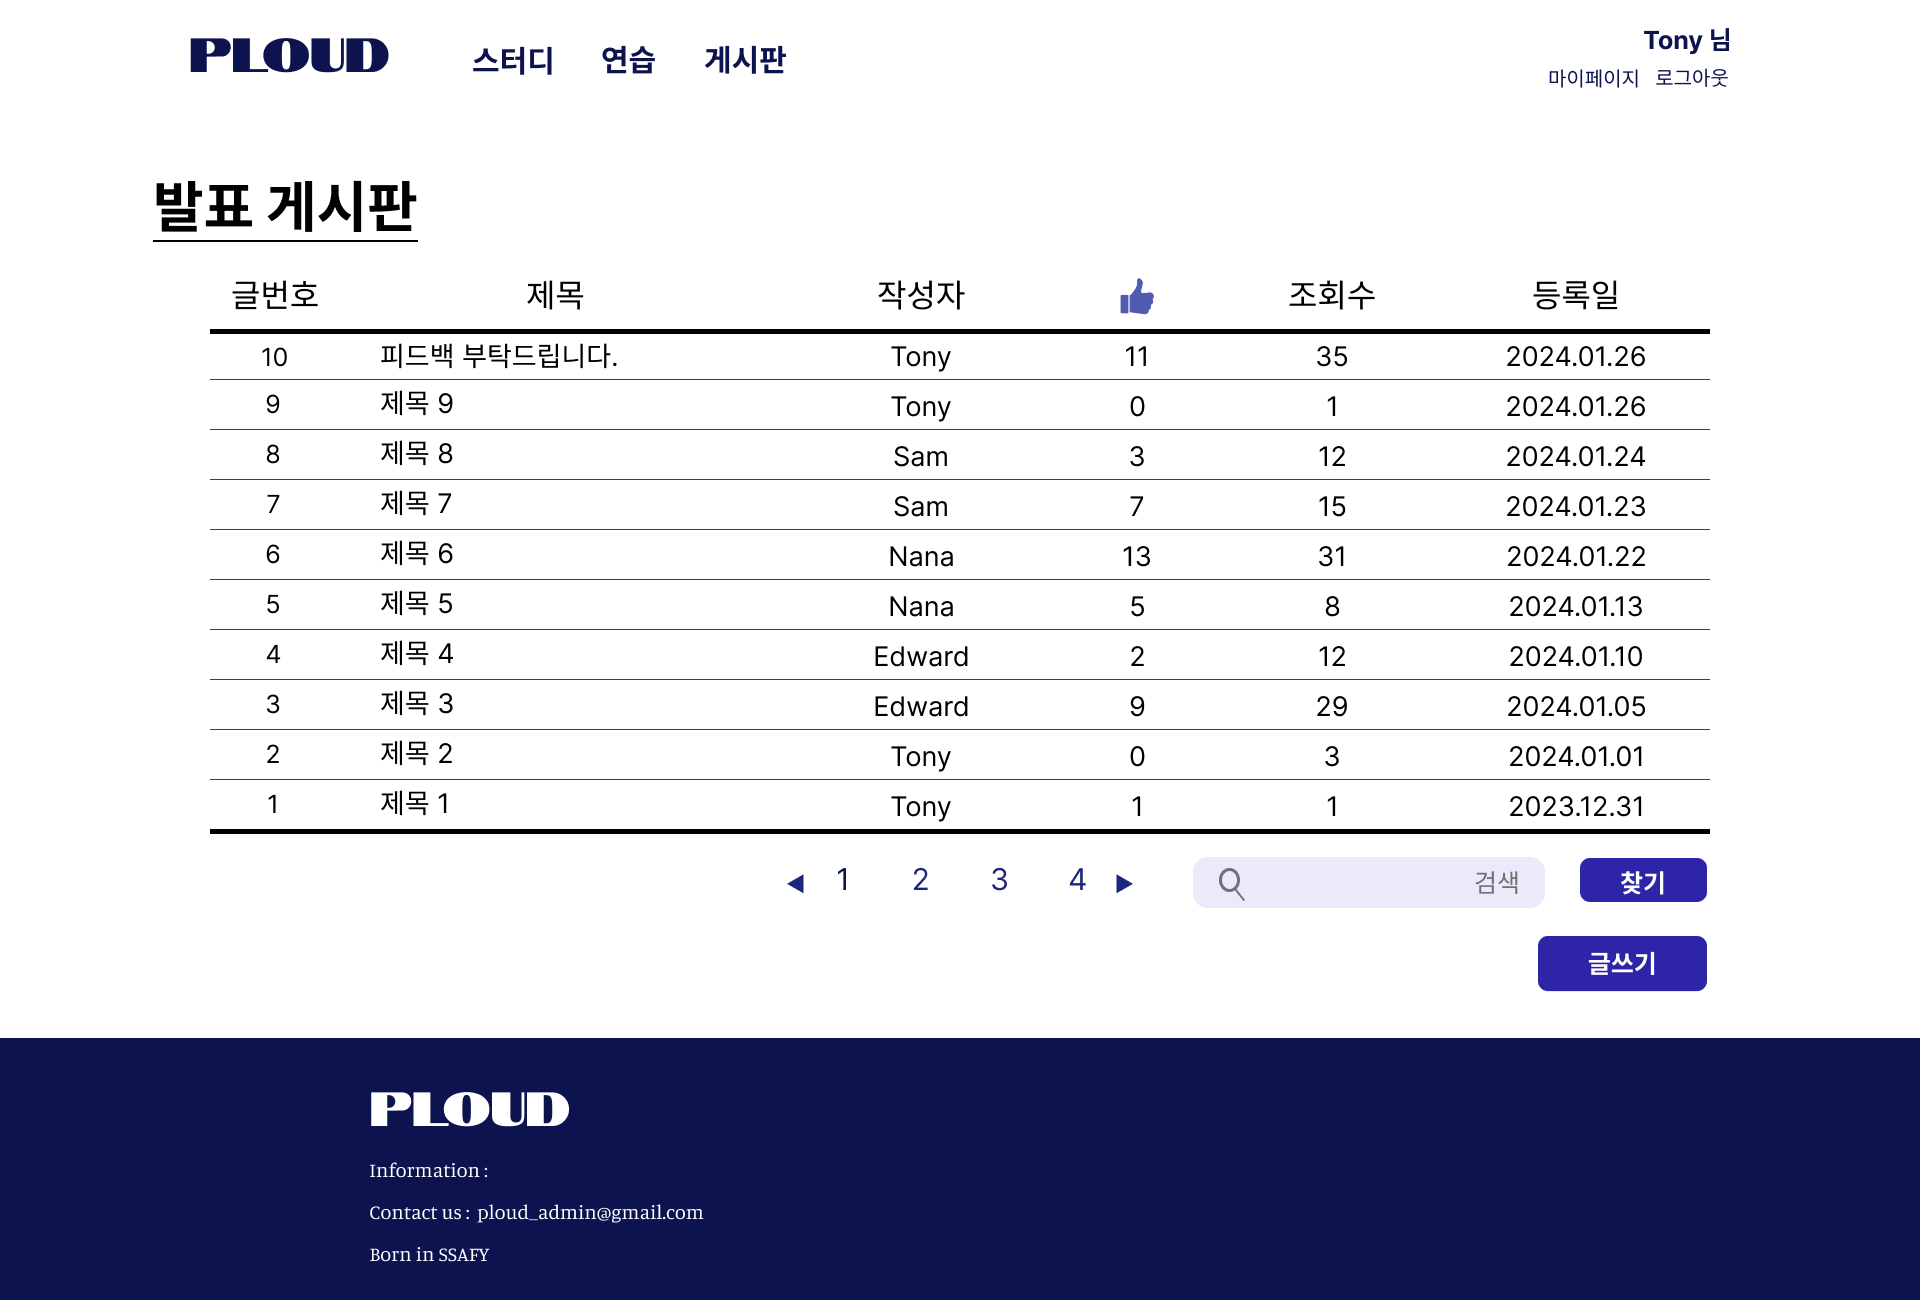 PLOUD 스터디 연습 게시판
Tony 님
마이페이지 로그아웃
발표 게시판
글번호 제목 작성자 조회수 등록일
10 피드백 부탁드립니다. Tony 11 35 2024.01.26
9 제목 9 Tony 0 1 2024.01.26
8 제목 8 Sam 3 12 2024.01.24
7 제목 7 Sam 7 15 2024.01.23
6 제목 6 Nana 13 31 2024.01.22
5 제목 5 Nana 5 8 2024.01.13
4 제목 4 Edward 2 12 2024.01.10
3 제목 3 Edward 9 29 2024.01.05
2 제목 2 Tony 0 3 2024.01.01
1 제목 1 Tony 1 1 2023.12.31
◀ 1 2 3 4 ▶ 검색 찾기
글쓰기
PLOUD
Information :
Contact us : ploud_admin@gmail.com
Born in SSAFY